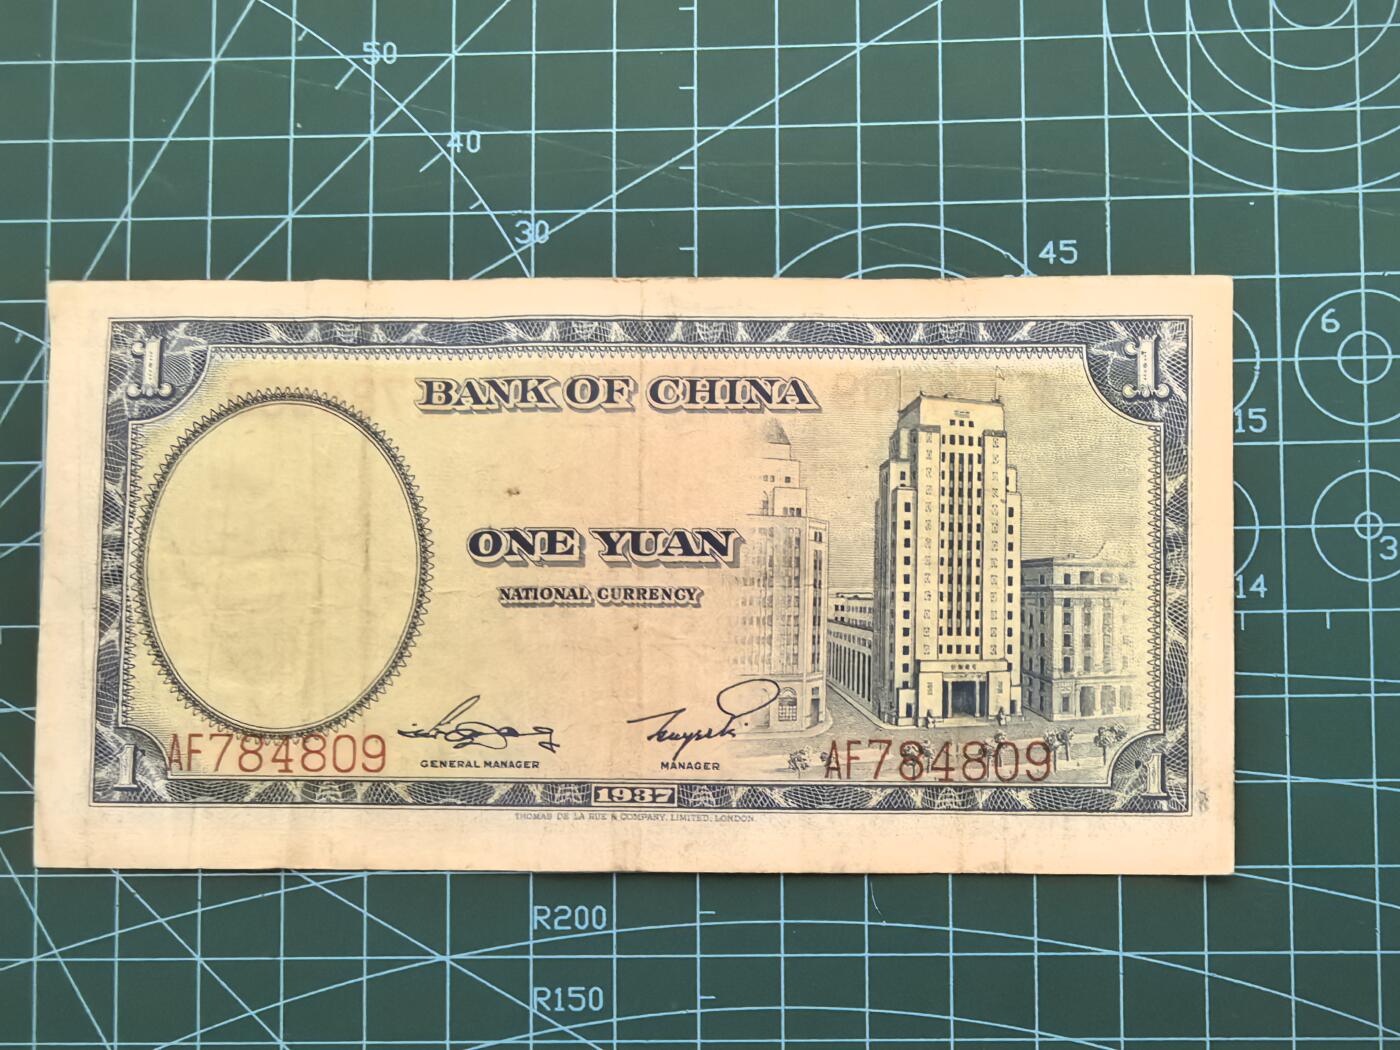 50
40
30
45
6
15
3
14
1
1
BANK OF CHINA
ONE YUAN
NATIONAL CURRENCY
AF784809
GENERAL MANAGER
MANAGER
AF784809
1
1
1937
THOMAS DE LA RUE & COMPANY, LIMITED, LONDON.
R200
R150